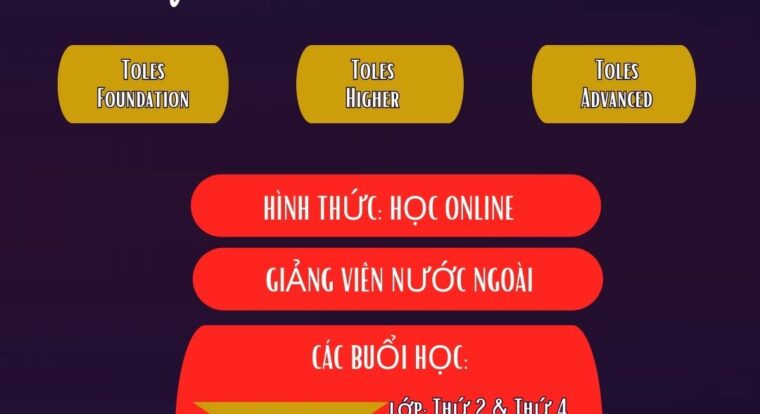 Toles
Foundation
Toles
Higher
Toles
Advanced
HÌNH THỨC: HỌC ONLINE
GIẢNG VIÊN NƯỚC NGOÀI
CÁC BUỔI HỌC:
LỚP: THỨ 2 & THỨ 4